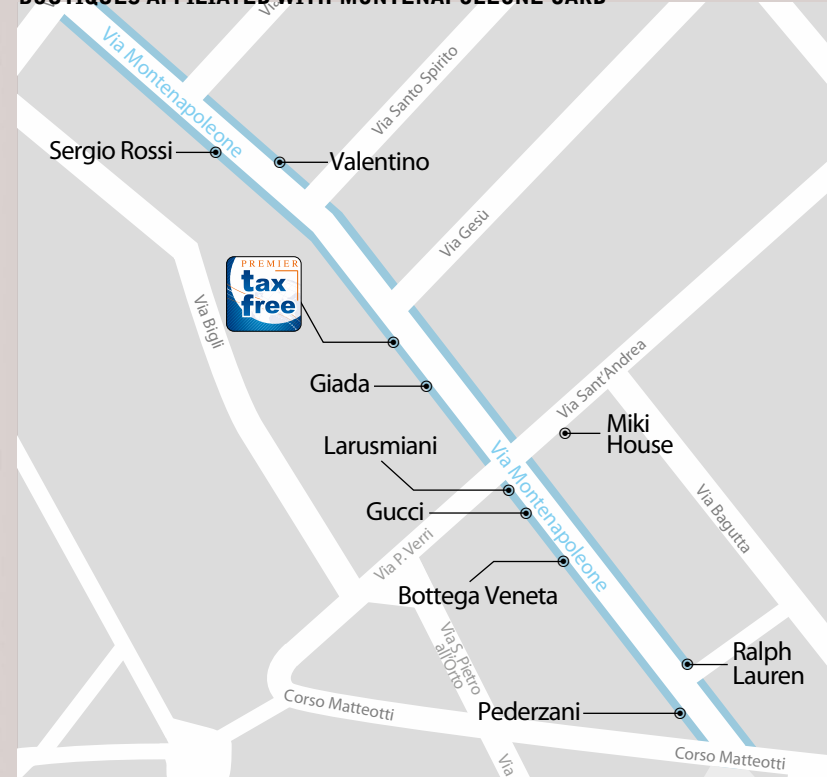 BOUTIQUES AFFILIATED WITH MONTENAPOLEONE CARD
Via
Via Montenapoleone
Via Santo Spirito
Sergio Rossi
Valentino
Via Gesù
PREMIER
tax
free
Via Bigli
Giada
Via Sant'Andrea
Miki
House
Larusmiani
Via Montenapoleone
Gucci
Via Bagutta
Via P. Verri
Bottega Veneta
Via S. Pietro
all'Orto
Ralph
Lauren
Corso Matteotti
Pederzani
Corso Matteotti
Via